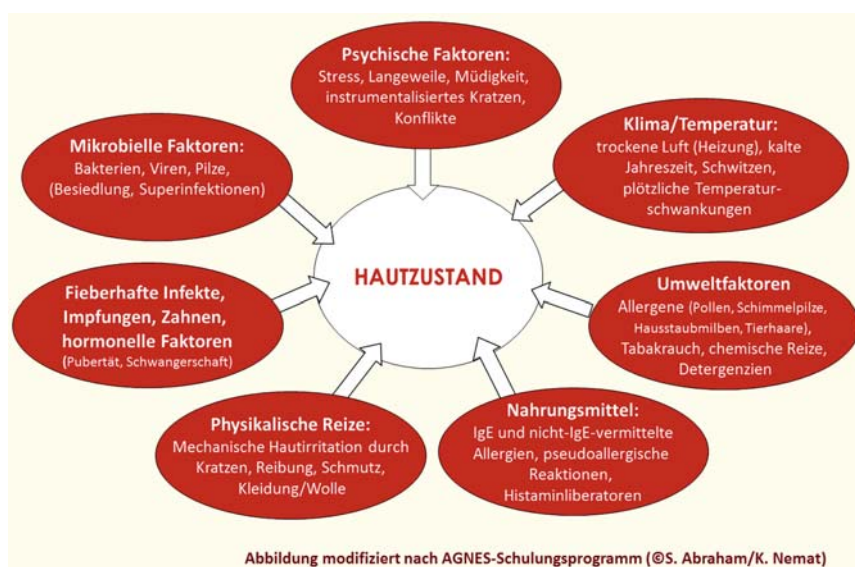 Psychische Faktoren:
Stress, Langeweile, Müdigkeit,
instrumentalisiertes Kratzen,
Konflikte
Klima/Temperatur:
trockene Luft (Heizung), kalte
Jahreszeit, Schwitzen,
plötzliche Temperatur-
schwankungen
Mikrobielle Faktoren:
Bakterien, Viren, Pilze,
(Besiedlung, Superinfektionen)
HAUTZUSTAND
Umweltfaktoren
Allergene (Pollen, Schimmelpilze,
Hausstaubmilben, Tierhaare),
Tabakrauch, chemische Reize,
Detergenzien
Fieberhafte Infekte,
Impfungen, Zahnen,
hormonelle Faktoren
(Pubertät, Schwangerschaft)
Physikalische Reize:
Mechanische Hautirritation durch
Kratzen, Reibung, Schmutz,
Kleidung/Wolle
Nahrungsmittel:
IgE und nicht-IgE-vermittelte
Allergien, pseudoallergische
Reaktionen,
Histaminliberatoren
Abbildung modifiziert nach AGNES-Schulungsprogramm (©S. Abraham/K. Nemat)